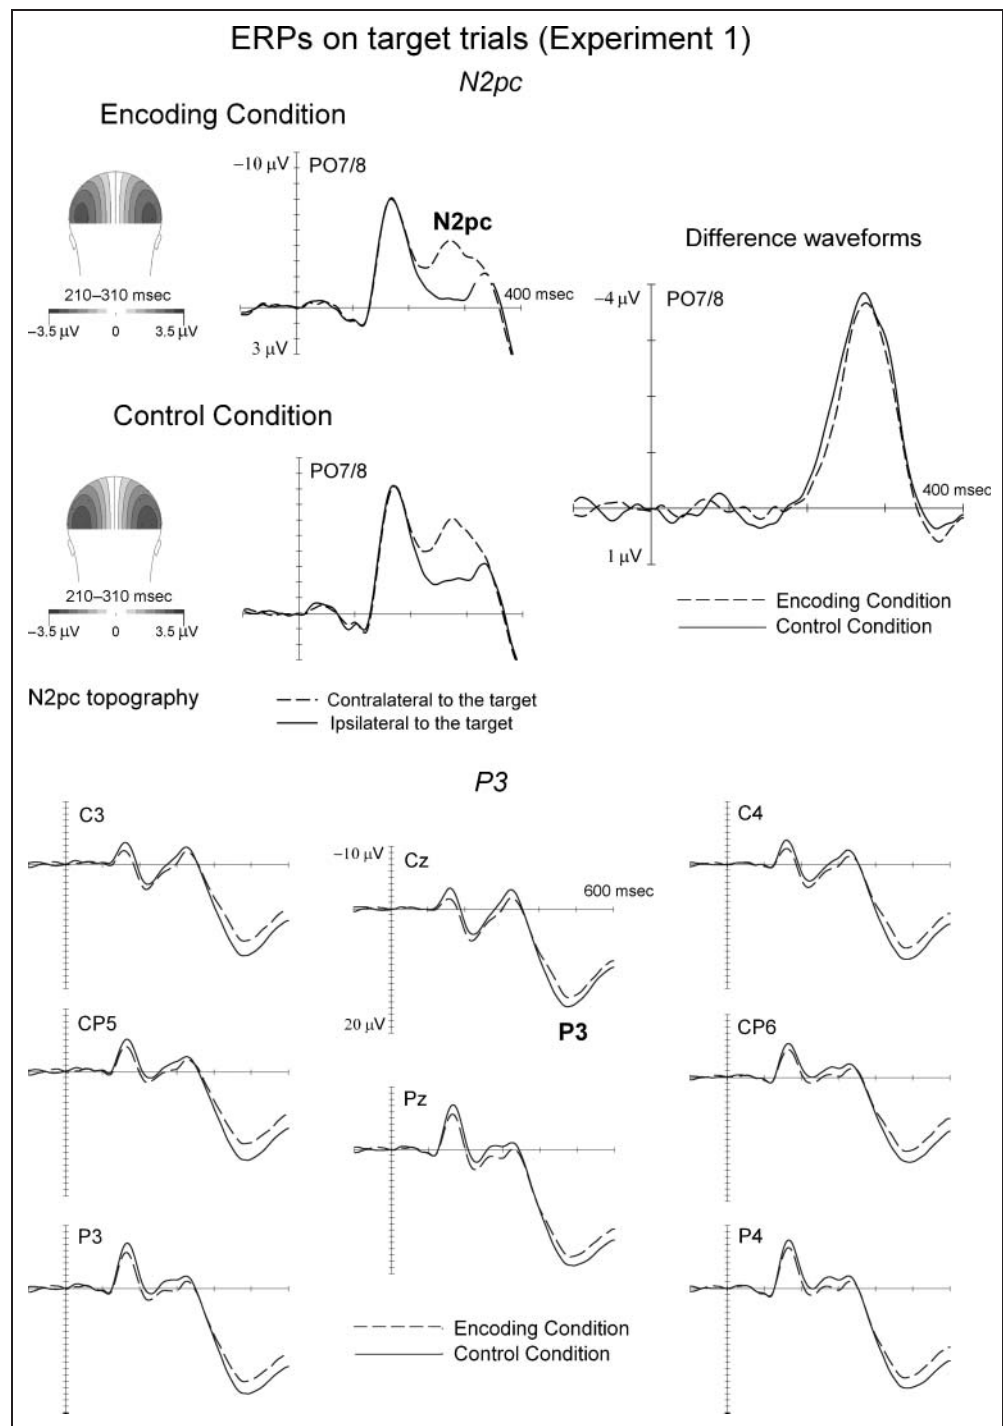 ERPs on target trials (Experiment 1)
N2pc
Encoding Condition
−10 µV
PO7/8
N2pc
210–310 msec
−3.5 µV 0 3.5 µV
400 msec
3 µV
Difference waveforms
−4 µV
PO7/8
400 msec
1 µV
Encoding Condition
Control Condition
Control Condition
PO7/8
210–310 msec
−3.5 µV 0 3.5 µV
N2pc topography
Contralateral to the target
Ipsilateral to the target
P3
C3
−10 µV
Cz
600 msec
C4
20 µV
P3
CP5
CP6
Pz
P3
P4
Encoding Condition
Control Condition